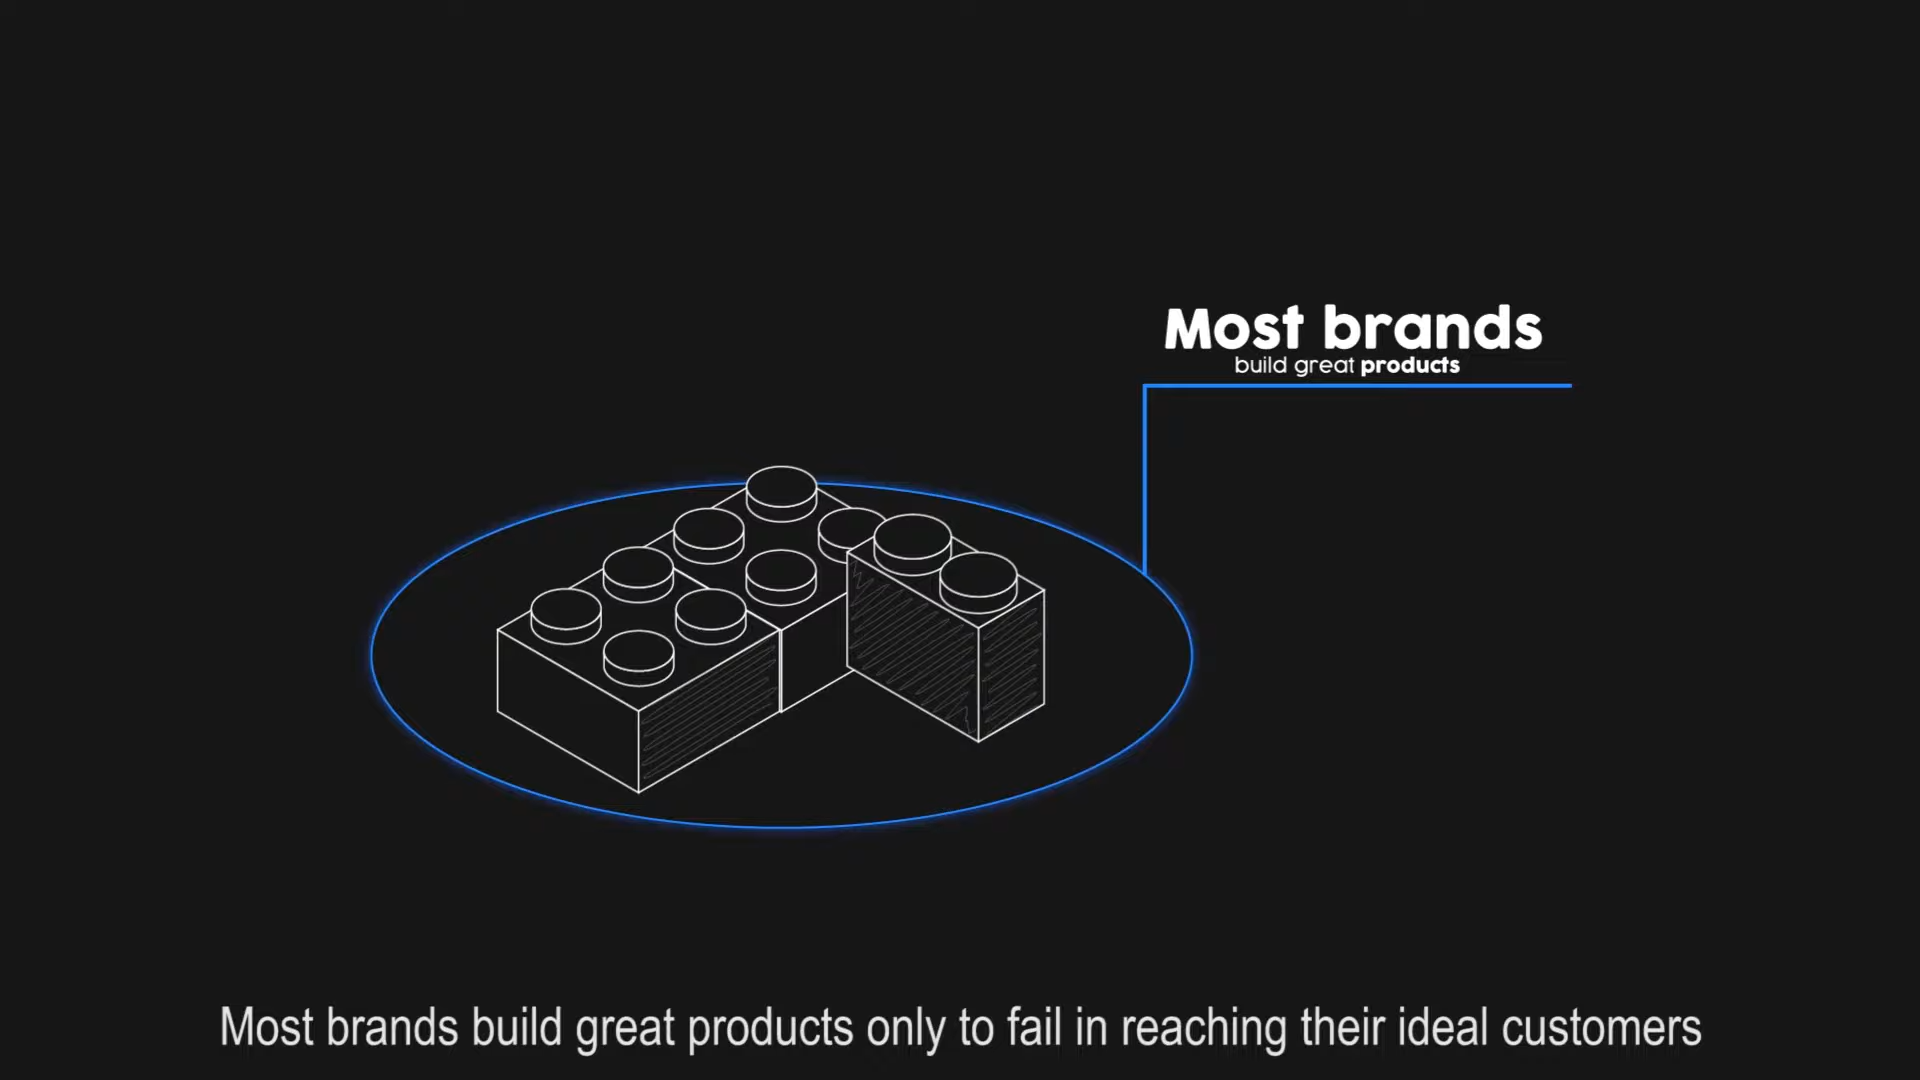 Most brands
build great products
Most brands build great products only to fail in reaching their ideal customers